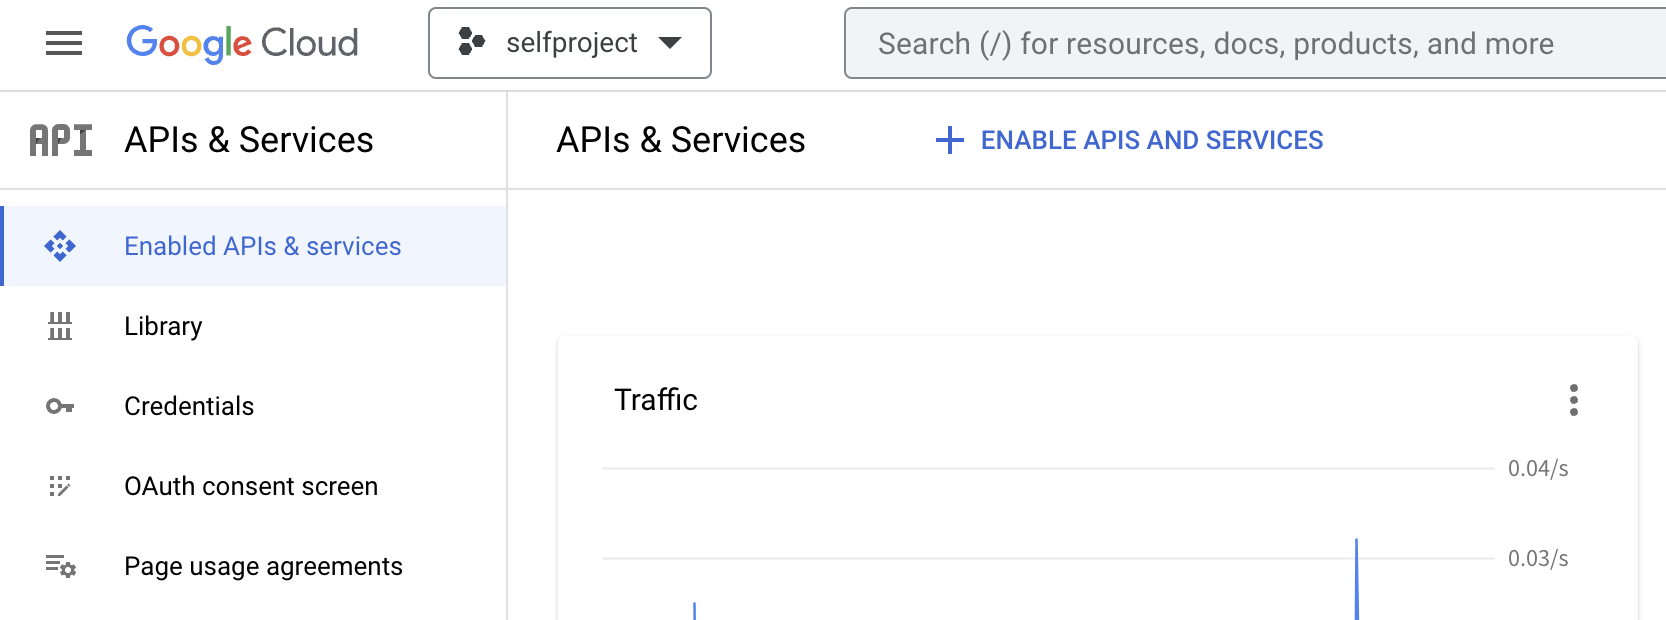 Google Cloud
selfproject
Search (/) for resources, docs, products, and more
API
APIs & Services
APIs & Services
ENABLE APIS AND SERVICES
Enabled APIs & services
Library
Credentials
OAuth consent screen
Page usage agreements
Traffic
0.04/s
0.03/s